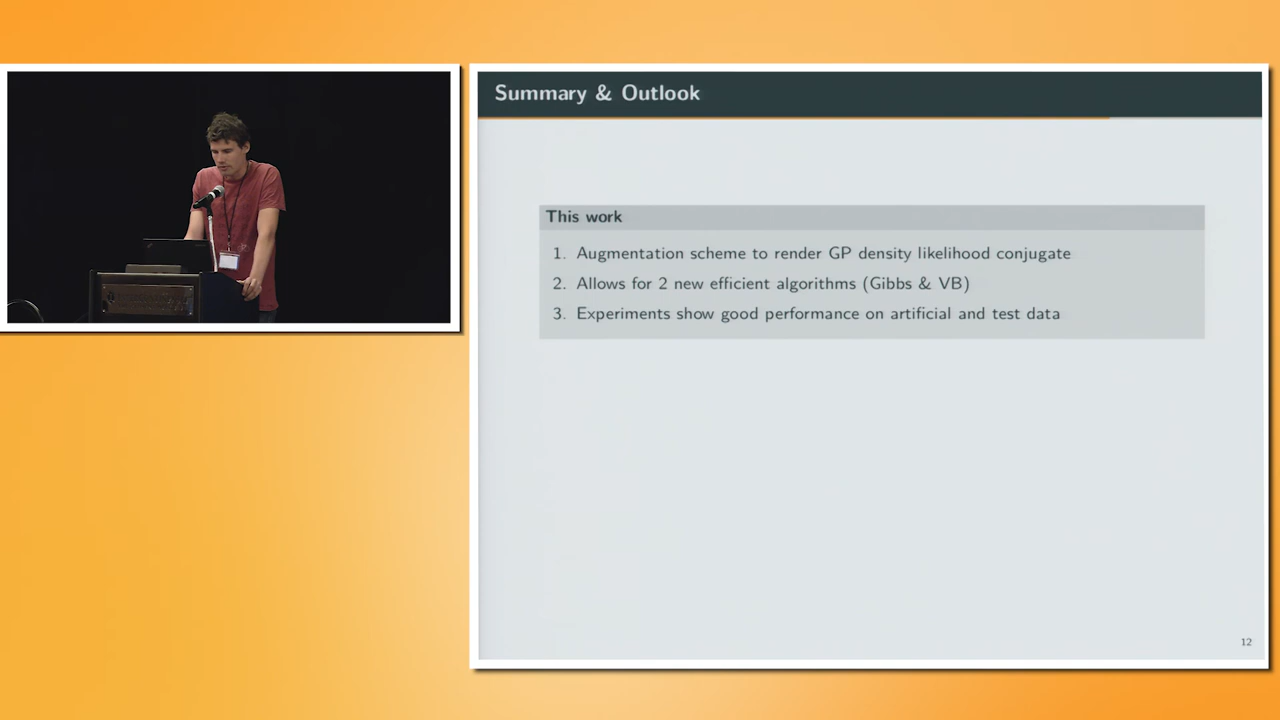 Summary & Outlook
This work
1. Augmentation scheme to render GP density likelihood conjugate
2. Allows for 2 new efficient algorithms (Gibbs & VB)
3. Experiments show good performance on artificial and test data
12